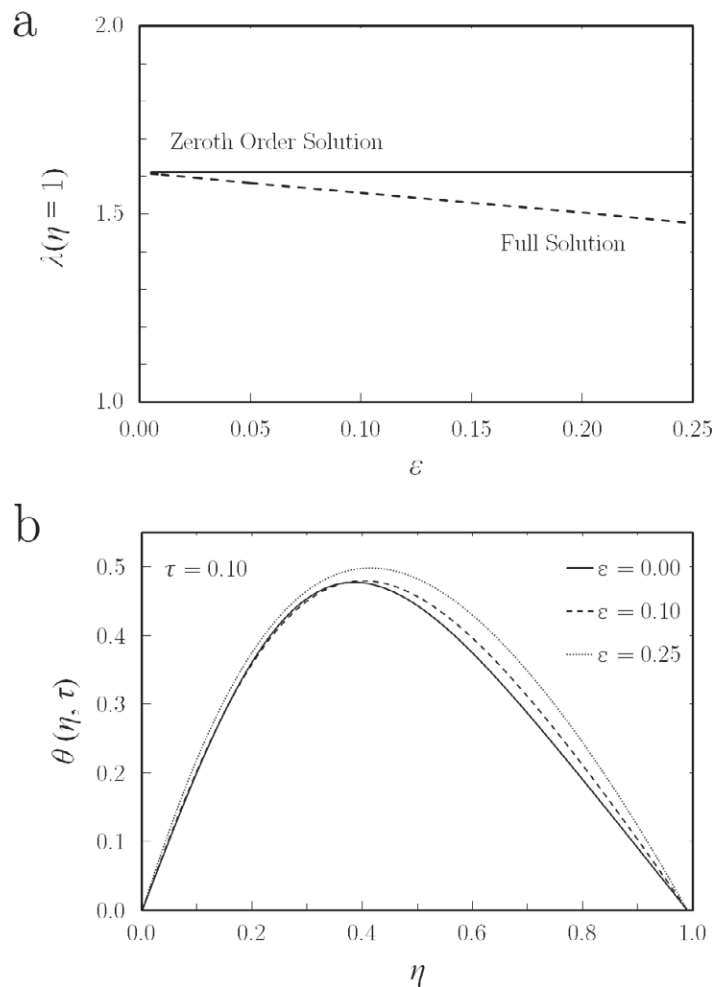 a
2.0
Zeroth Order Solution
λ(η = 1)
1.5
Full Solution
1.0
0.00 0.05 0.10 0.15 0.20 0.25
ε
b
0.5 τ = 0.10 ε = 0.00
0.4 ε = 0.10
ε = 0.25
0.3
θ (η, τ)
0.2
0.1
0.0
0.0 0.2 0.4 0.6 0.8 1.0
η